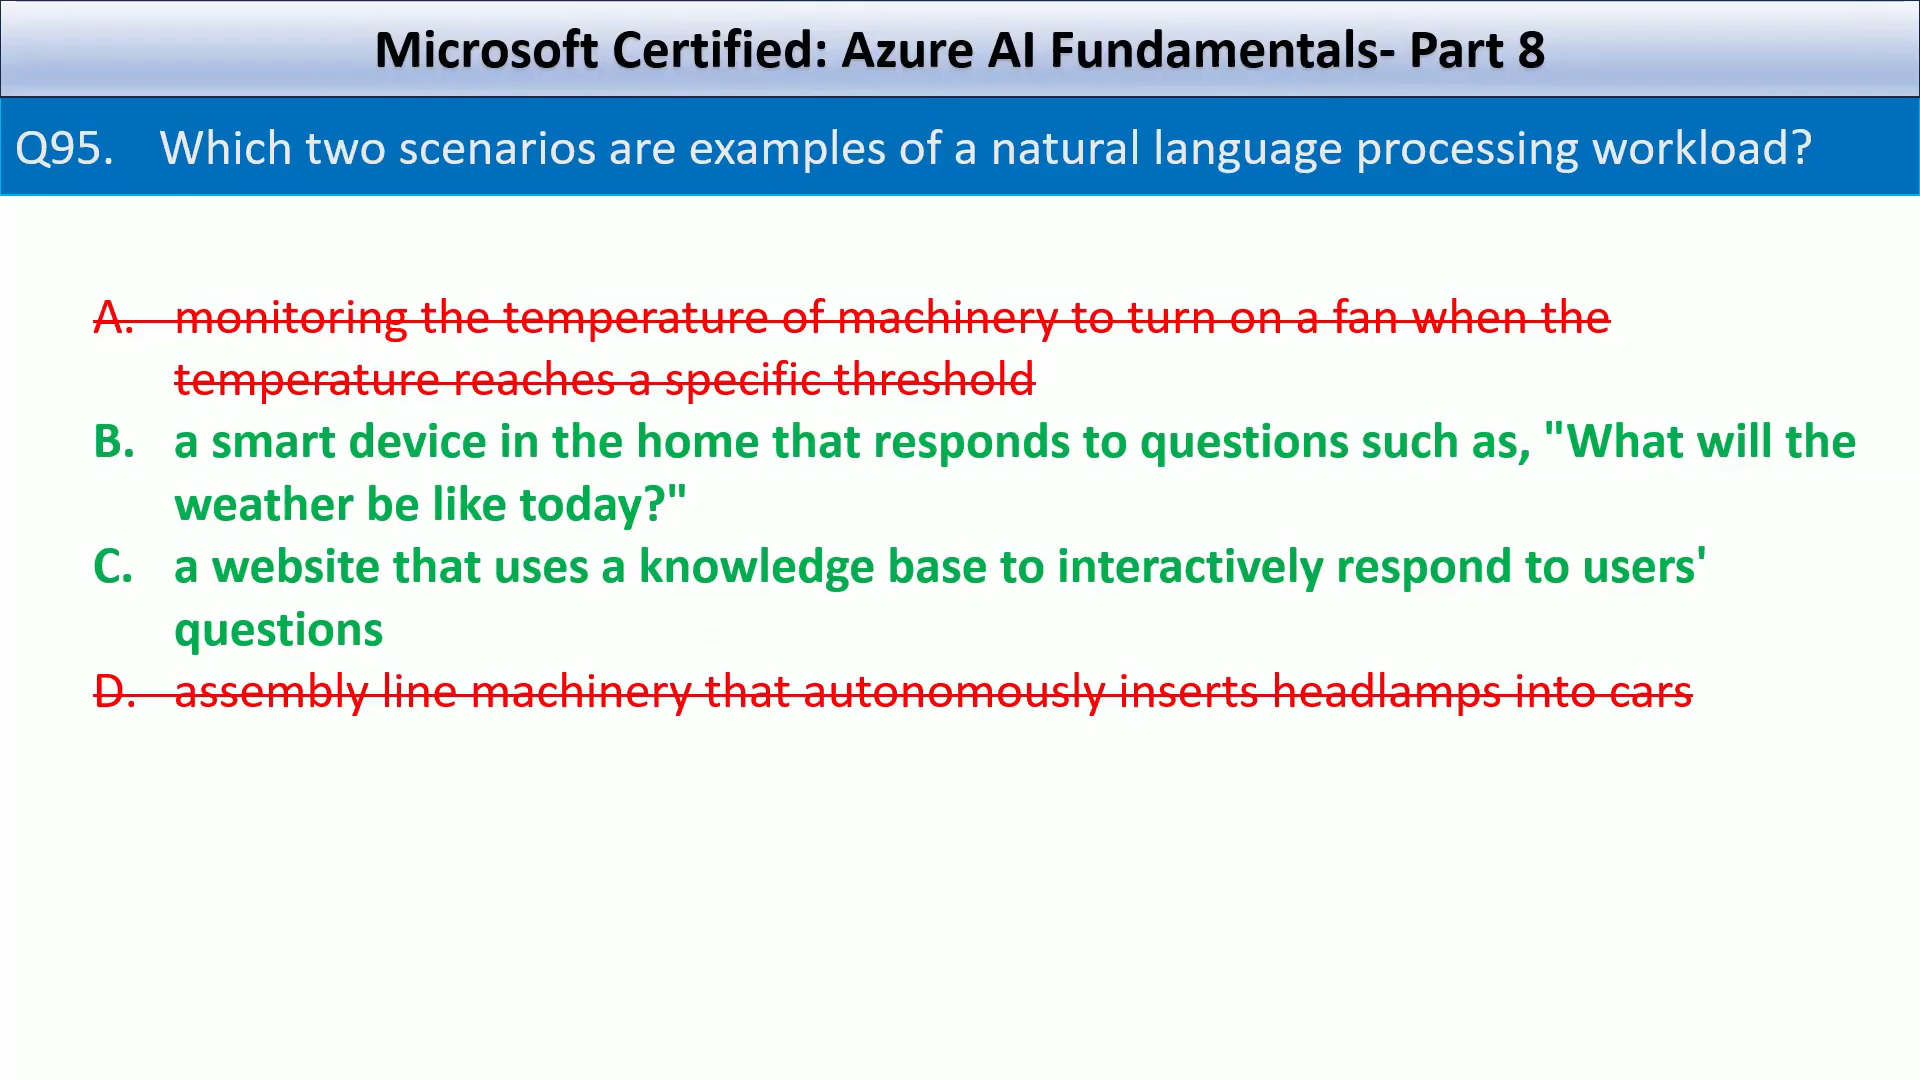 Microsoft Certified: Azure AI Fundamentals- Part 8
Q95. Which two scenarios are examples of a natural language processing workload?
A. monitoring the temperature of machinery to turn on a fan when the
temperature reaches a specific threshold
B. a smart device in the home that responds to questions such as, "What will the
weather be like today?"
C. a website that uses a knowledge base to interactively respond to users'
questions
D. assembly line machinery that autonomously inserts headlamps into cars